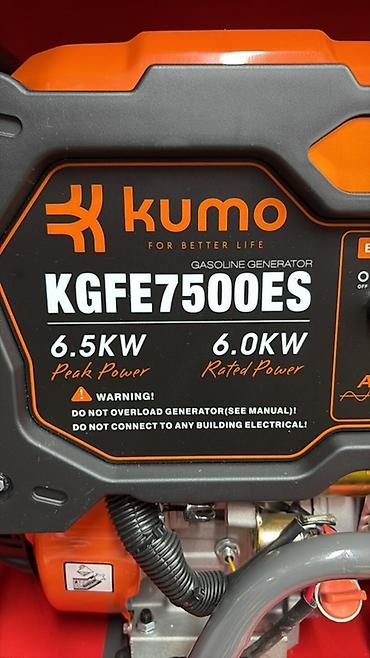 kumo
FOR BETTER LIFE
GASOLINE GENERATOR
KGFE7500ES
6.5KW 6.0KW
Peak Power Rated Power
WARNING!
DO NOT OVERLOAD GENERATOR(SEE MANUAL)!
DO NOT CONNECT TO ANY BUILDING ELECTRICAL!
OFF